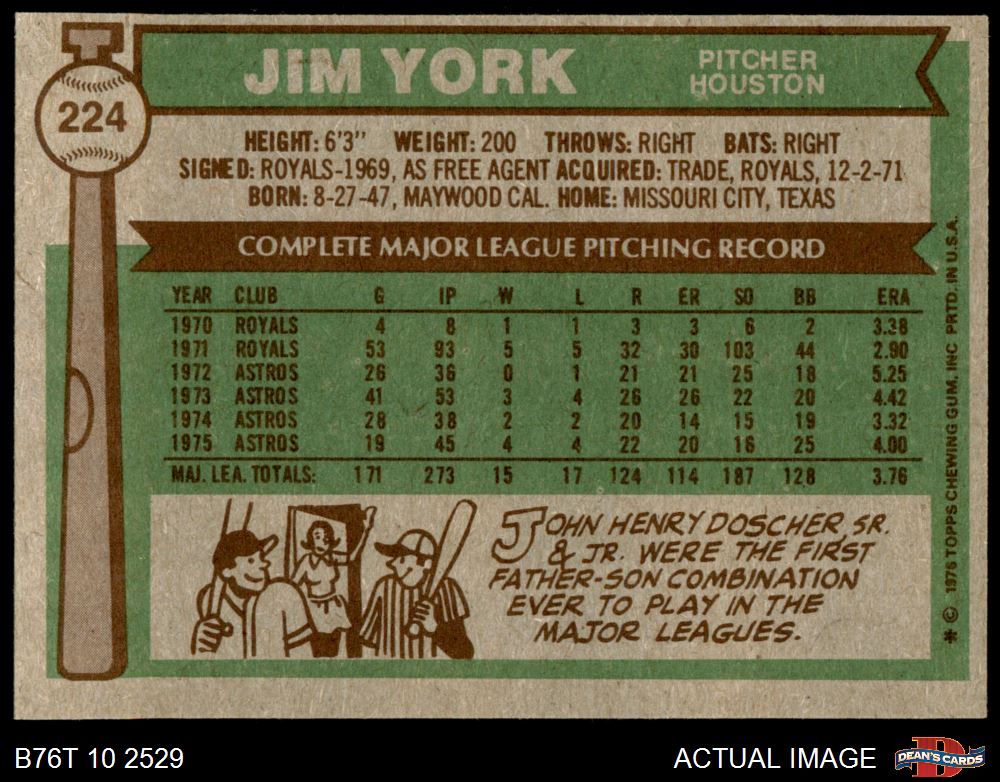 JIM YORK
PITCHER
HOUSTON
224
HEIGHT: 6'3" WEIGHT: 200 THROWS: RIGHT BATS: RIGHT
SIGNED: ROYALS-1969, AS FREE AGENT ACQUIRED: TRADE, ROYALS, 12-2-71
BORN: 8-27-47, MAYWOOD CAL. HOME: MISSOURI CITY, TEXAS
COMPLETE MAJOR LEAGUE PITCHING RECORD
YEAR CLUB G IP W L R ER SO BB ERA
1970 ROYALS 4 8 1 1 3 3 6 2 3.38
1971 ROYALS 53 93 5 5 32 30 103 44 2.90
1972 ASTROS 26 36 0 1 21 21 25 18 5.25
1973 ASTROS 41 53 3 4 26 26 22 20 4.42
1974 ASTROS 28 38 2 2 20 14 15 19 3.32
1975 ASTROS 19 45 4 4 22 20 16 25 4.00
MAJ. LEA. TOTALS: 171 273 15 17 124 114 187 128 3.76
JOHN HENRY DOSCHER, SR.
& JR. WERE THE FIRST
FATHER-SON COMBINATION
EVER TO PLAY IN THE
MAJOR LEAGUES.
* © 1976 TOPPS CHEWING GUM, INC PRTD. IN U.S.A.
B76T 10 2529
ACTUAL IMAGE
D
DEAN'S CARDS